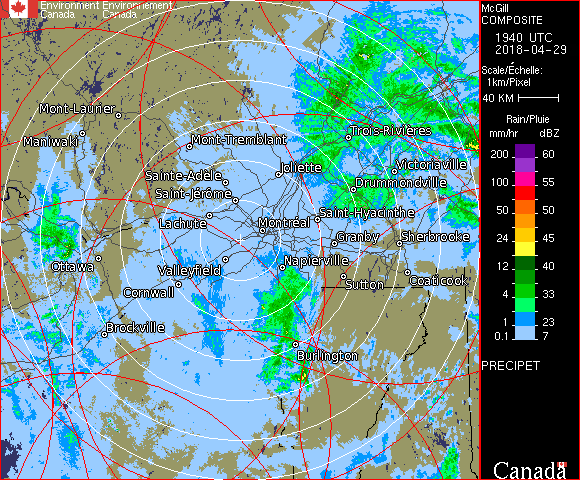 Environment Environnement
Canada Canada
McGill
COMPOSITE
1940 UTC
2018-04-29
Scale/Échelle:
1km/Pixel
40 KM
Rain/Pluie
mm/hr dBZ
200 60
100 55
50 50
24 45
12 40
4 33
1 23
0.1 7
PRECIPET
Canada
Mont-Laurier
Maniwaki
Mont-Tremblant
Trois-Rivières
Joliette
Victoriaville
Sainte-Adèle
Drummondville
Saint-Jérôme
Saint-Hyacinthe
Lachute
Montréal
Granby
Sherbrooke
Ottawa
Napierville
Valleyfield
Sutton
Coaticook
Cornwall
Brockville
Burlington